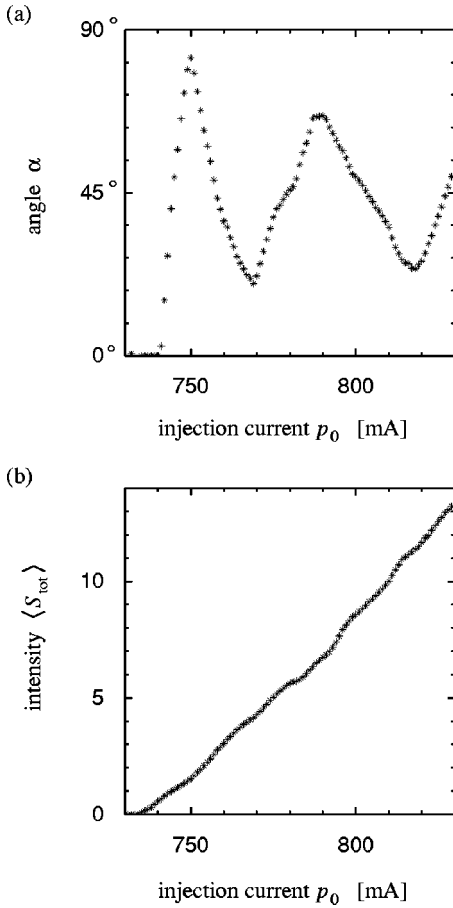 (a)
90°
45°
0°
angle α
750
800
injection current p₀ [mA]
(b)
10
5
0
intensity ⟨S_tot⟩
750
800
injection current p₀ [mA]